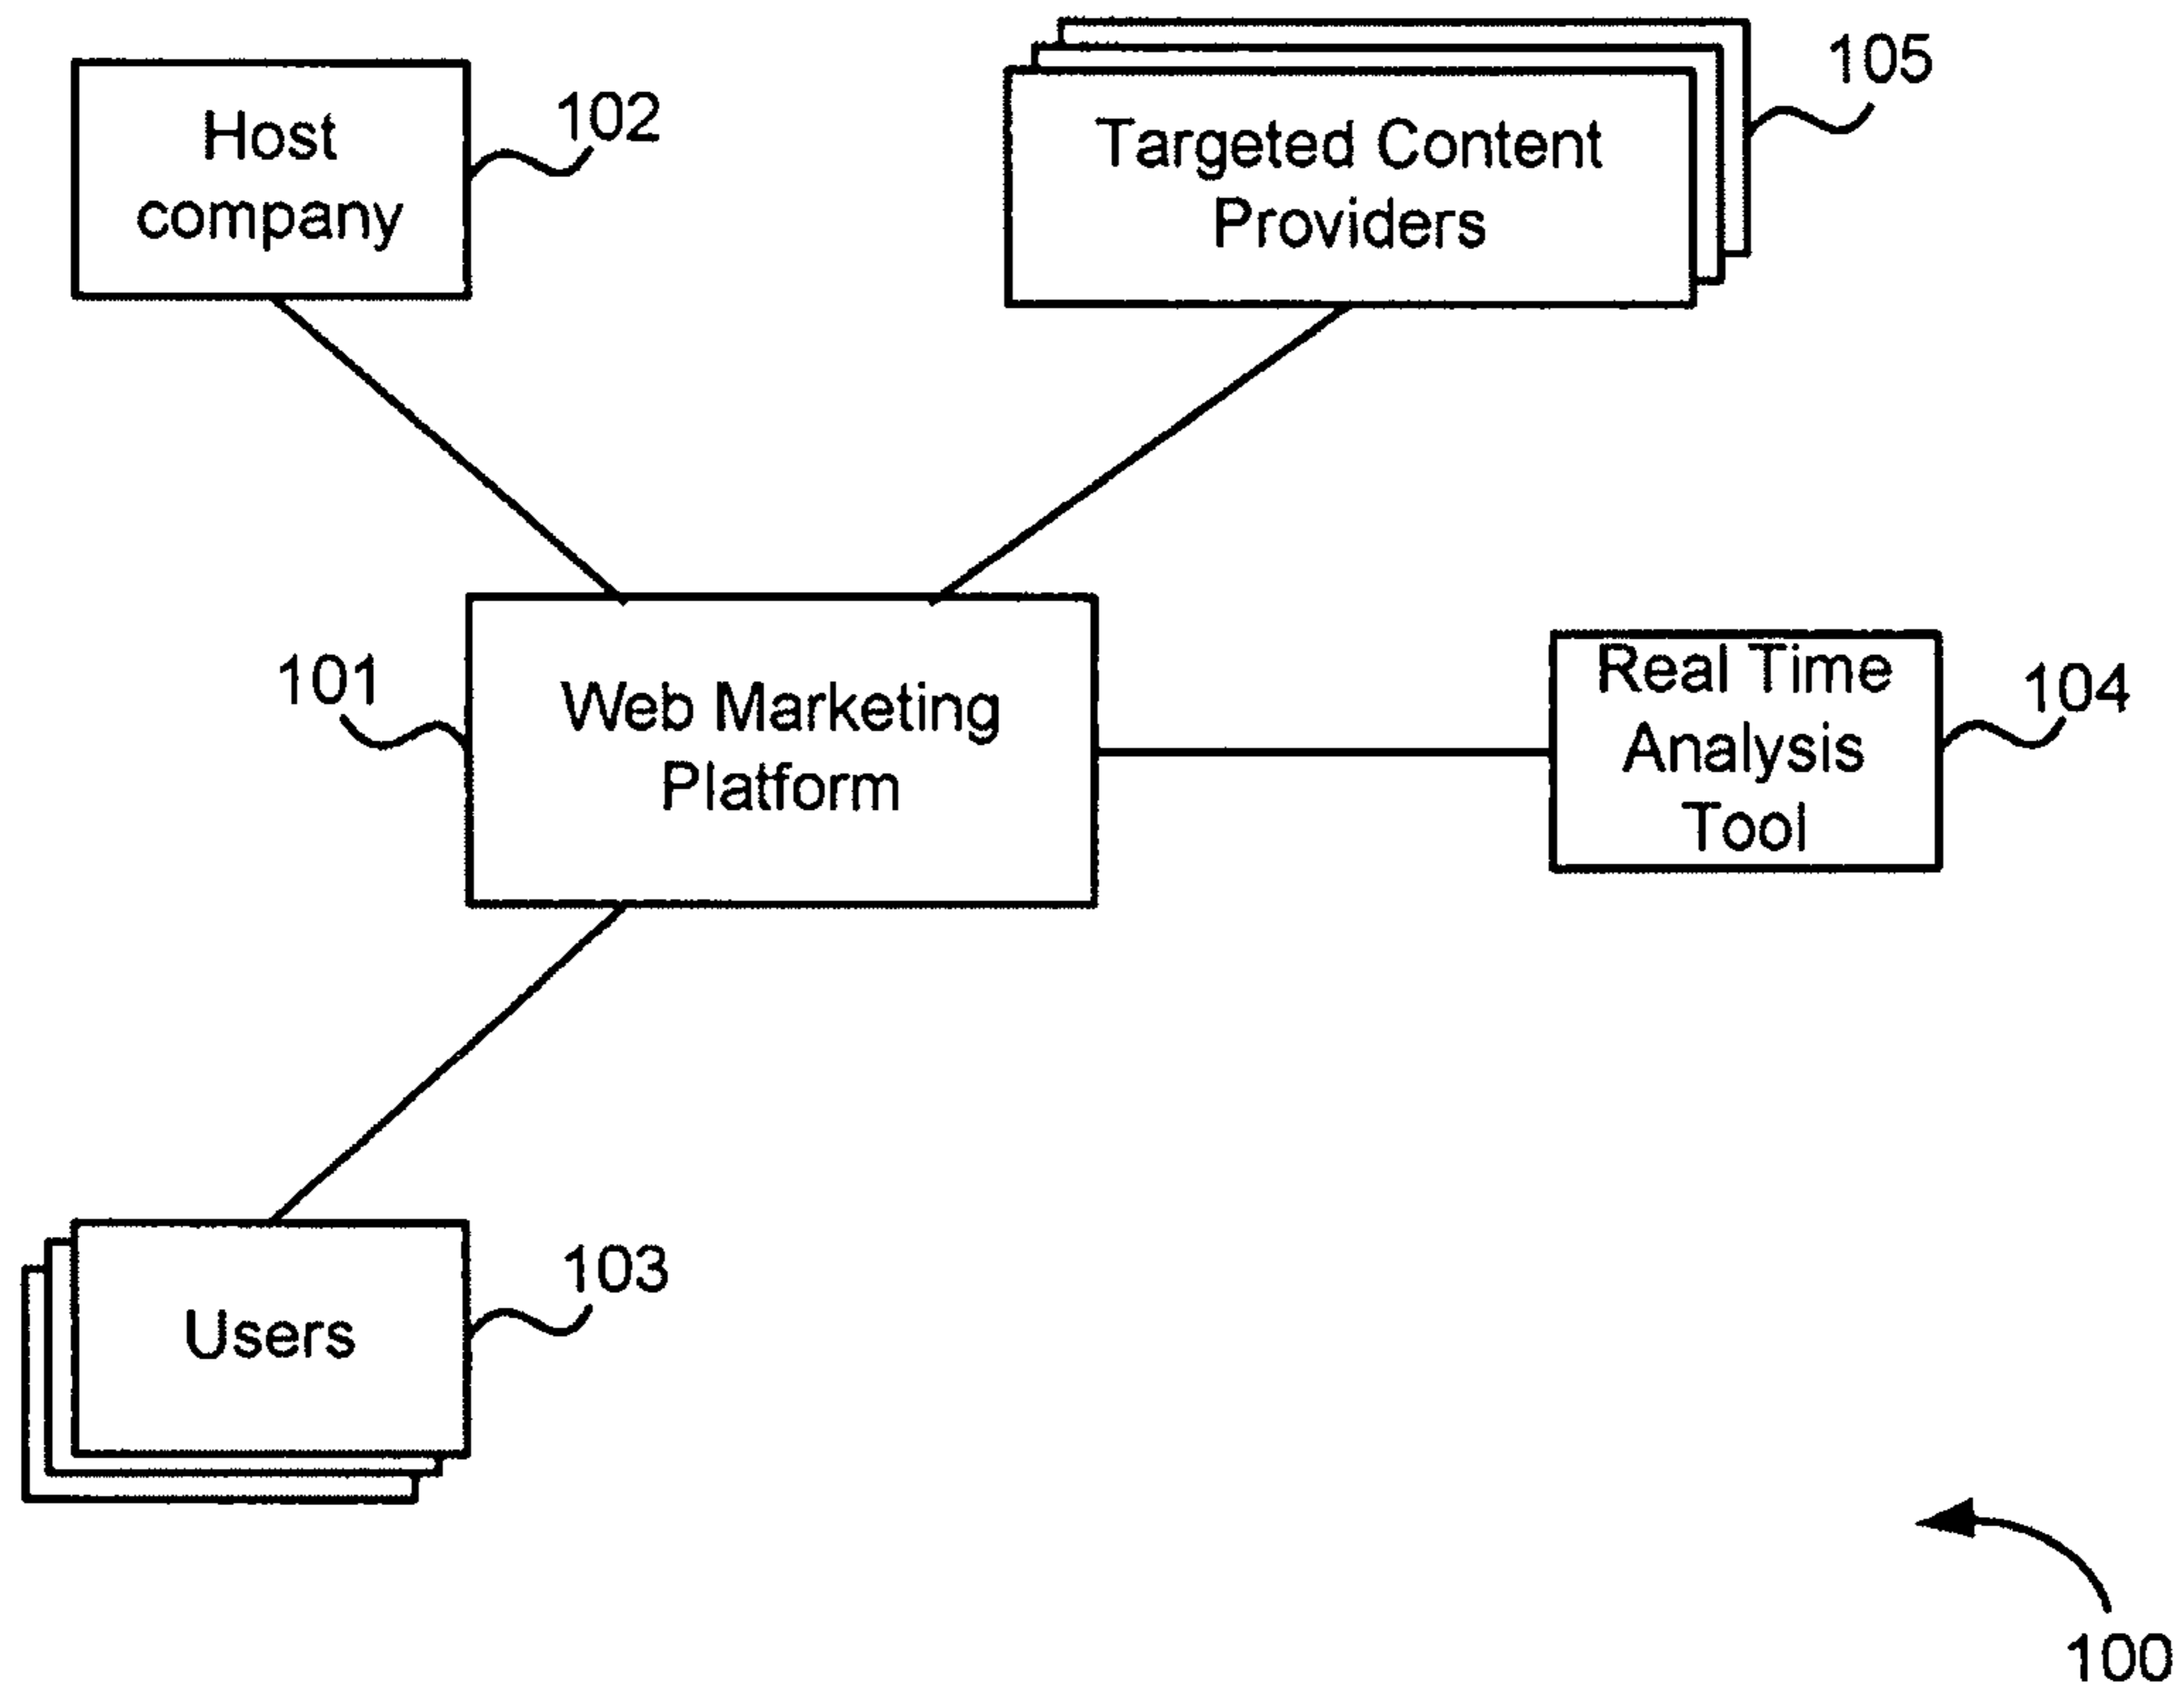 105
102
Host
company
Targeted Content
Providers
101
Web Marketing
Platform
Real Time
Analysis
Tool
104
103
Users
100